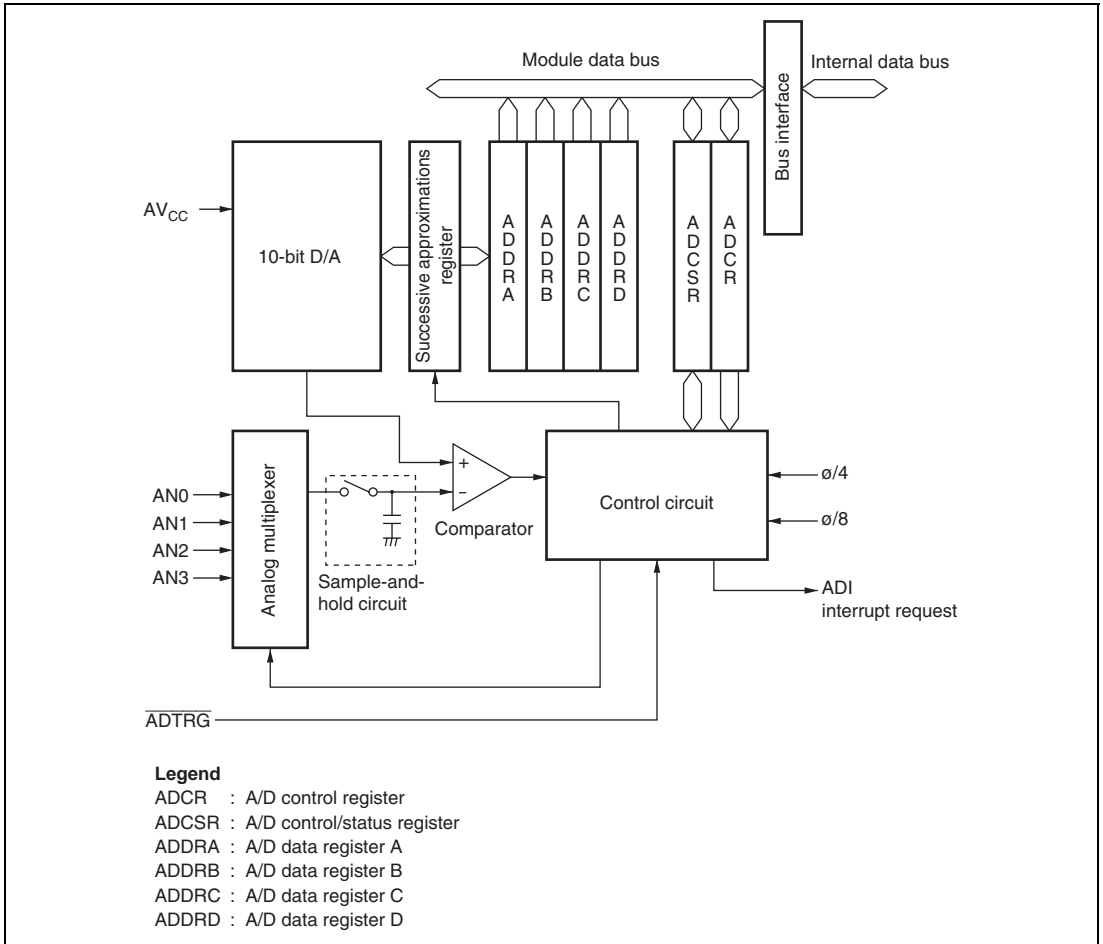 Module data bus
Internal data bus
Bus interface
AVCC
10-bit D/A
Successive approximations
register
ADDRA
ADDRB
ADDRC
ADDRD
ADCSR
ADCR
+
−
Comparator
Control circuit
ø/4
ø/8
AN0
AN1
AN2
AN3
Analog multiplexer
Sample-and-
hold circuit
ADI
interrupt request
ADTRG
Legend
ADCR : A/D control register
ADCSR : A/D control/status register
ADDRA : A/D data register A
ADDRB : A/D data register B
ADDRC : A/D data register C
ADDRD : A/D data register D